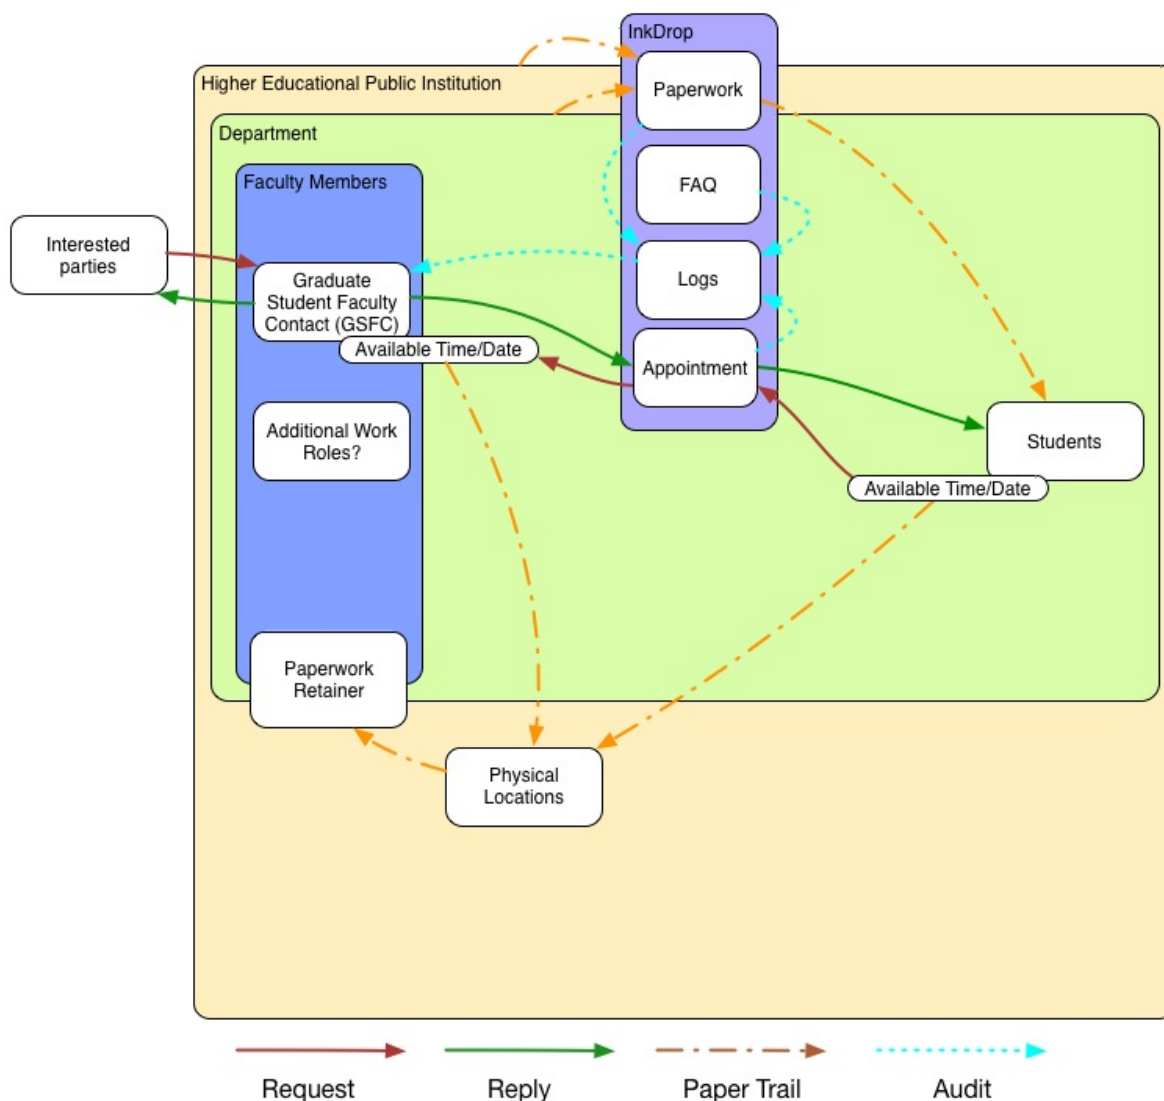 InkDrop
Higher Educational Public Institution
Paperwork
Department
Faculty Members
FAQ
Interested
parties
Graduate
Student Faculty
Contact (GSFC)
Logs
Available Time/Date
Appointment
Additional Work
Roles?
Students
Available Time/Date
Paperwork
Retainer
Physical
Locations
Request
Reply
Paper Trail
Audit